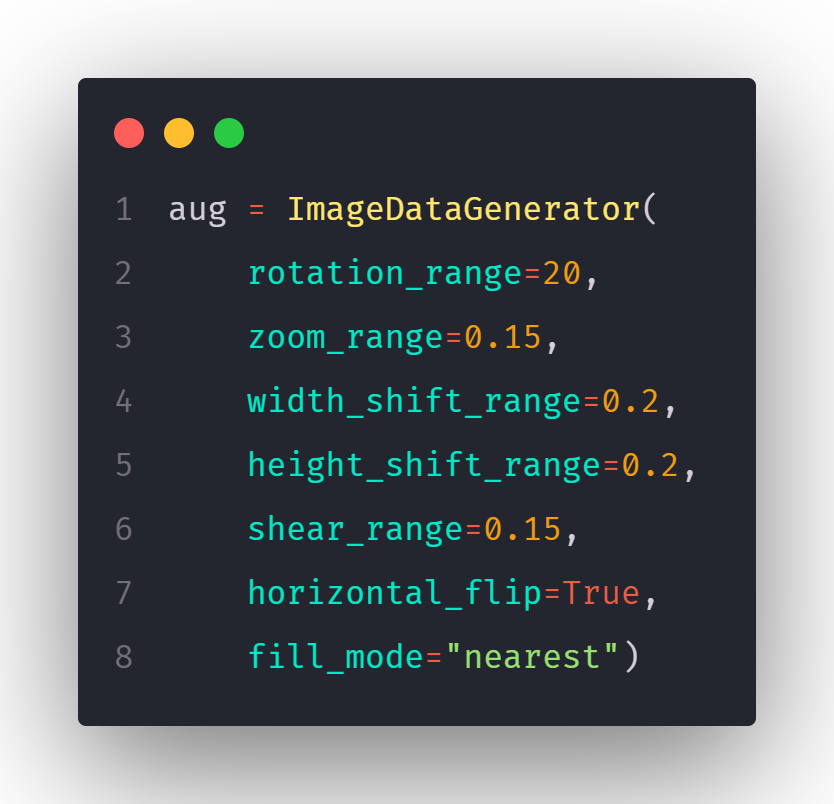 1 aug = ImageDataGenerator(
2     rotation_range=20,
3     zoom_range=0.15,
4     width_shift_range=0.2,
5     height_shift_range=0.2,
6     shear_range=0.15,
7     horizontal_flip=True,
8     fill_mode="nearest")